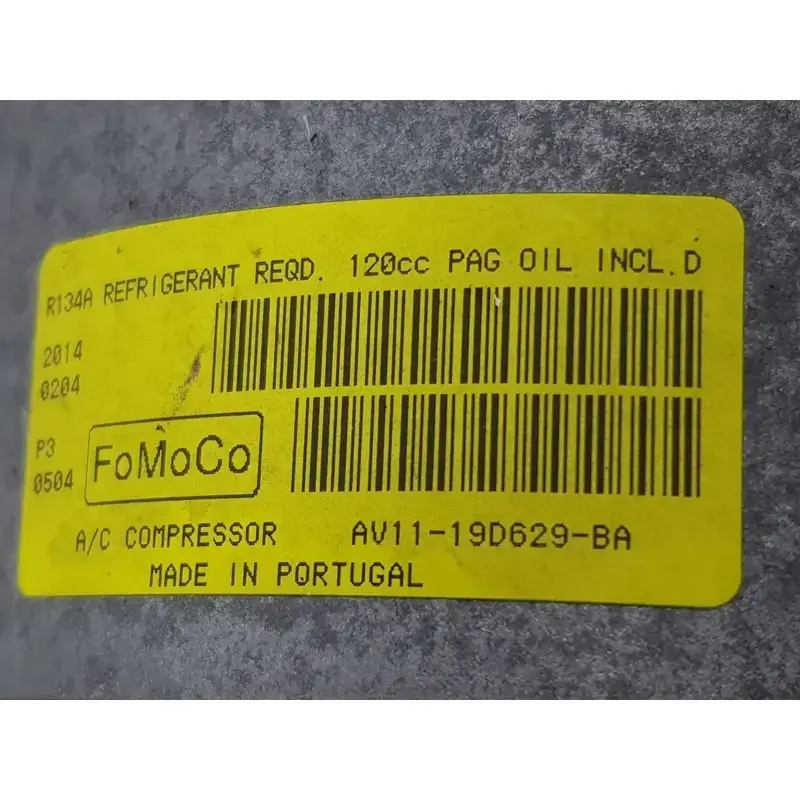 R134A REFRIGERANT REQD. 120cc PAG OIL INCL.D
2014
0204
P3
0504
FoMoCo
A/C COMPRESSOR AV11-19D629-BA
MADE IN PORTUGAL